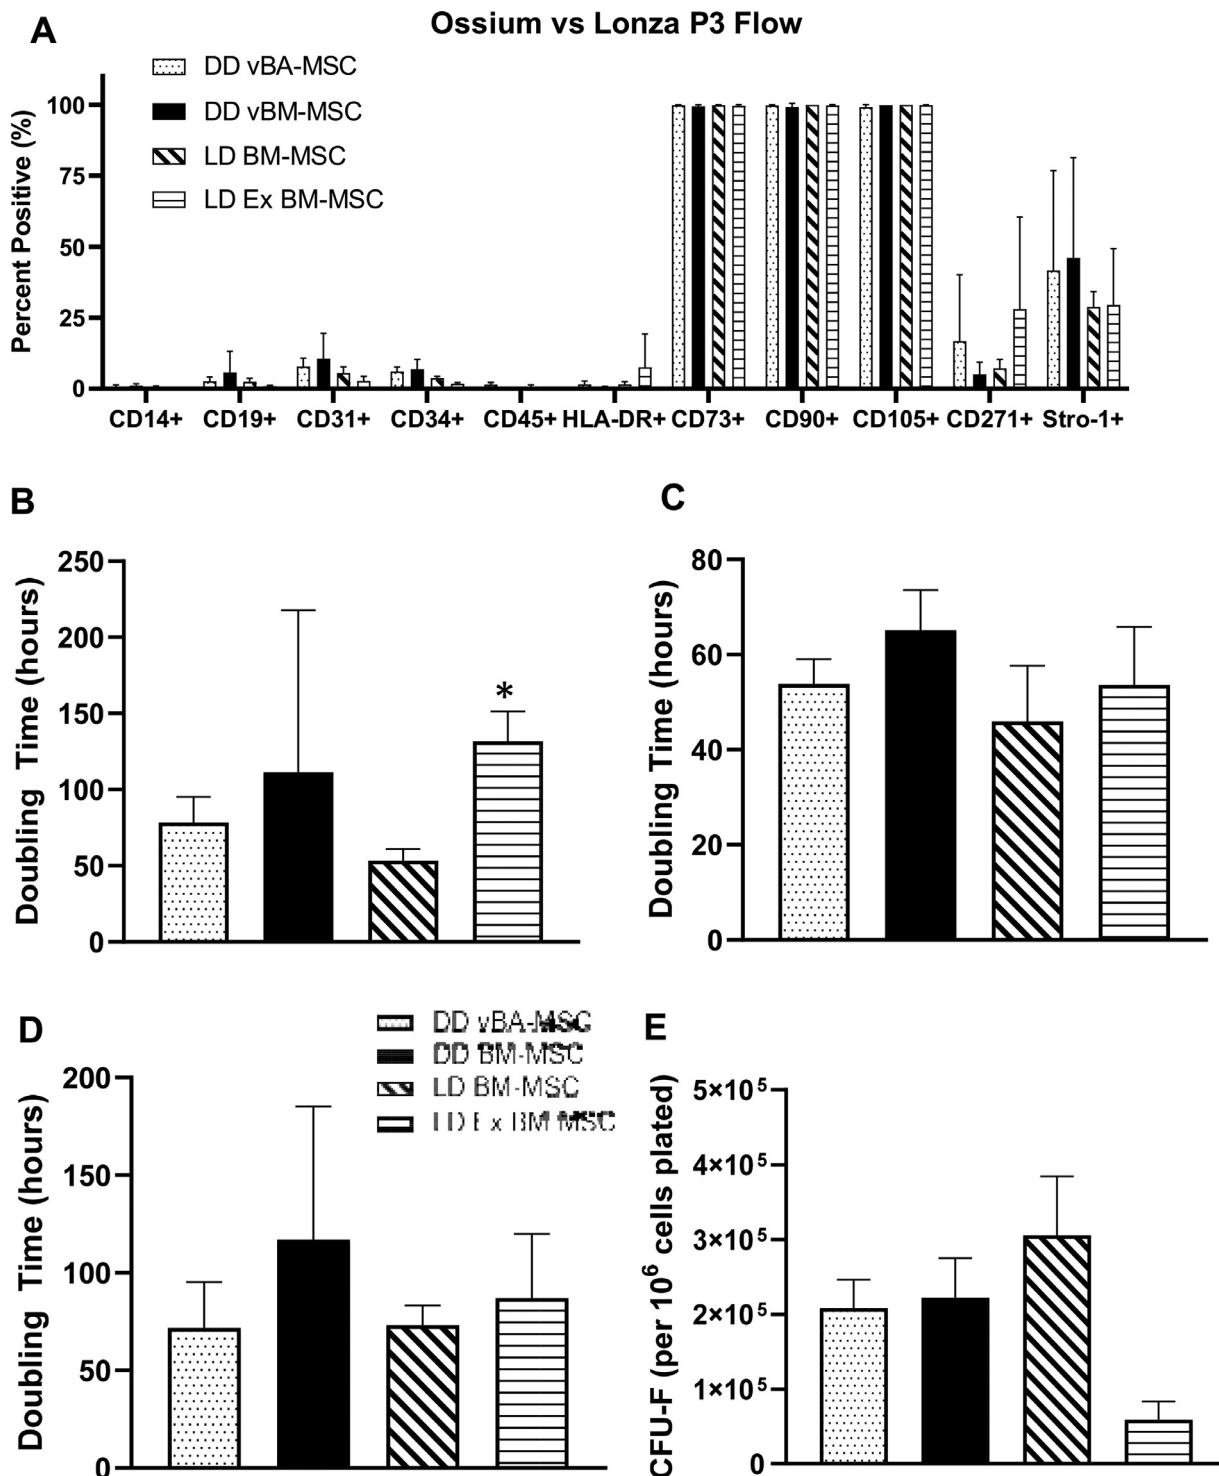 A
Ossium vs Lonza P3 Flow
DD vBA-MSC
DD vBM-MSC
LD BM-MSC
LD Ex BM-MSC
Percent Positive (%)
100
75
50
25
0
CD14+ CD19+ CD31+ CD34+ CD45+ HLA-DR+ CD73+ CD90+ CD105+ CD271+ Stro-1+
B
Doubling Time (hours)
250
200
150
100
50
0
*
C
Doubling Time (hours)
80
60
40
20
0
D
DD vBA-MSC
DD BM-MSC
LD BM-MSC
LD Ex BM-MSC
Doubling Time (hours)
200
150
100
50
0
E
CFU-F (per 10⁶ cells plated)
5×10⁵
4×10⁵
3×10⁵
2×10⁵
1×10⁵
0